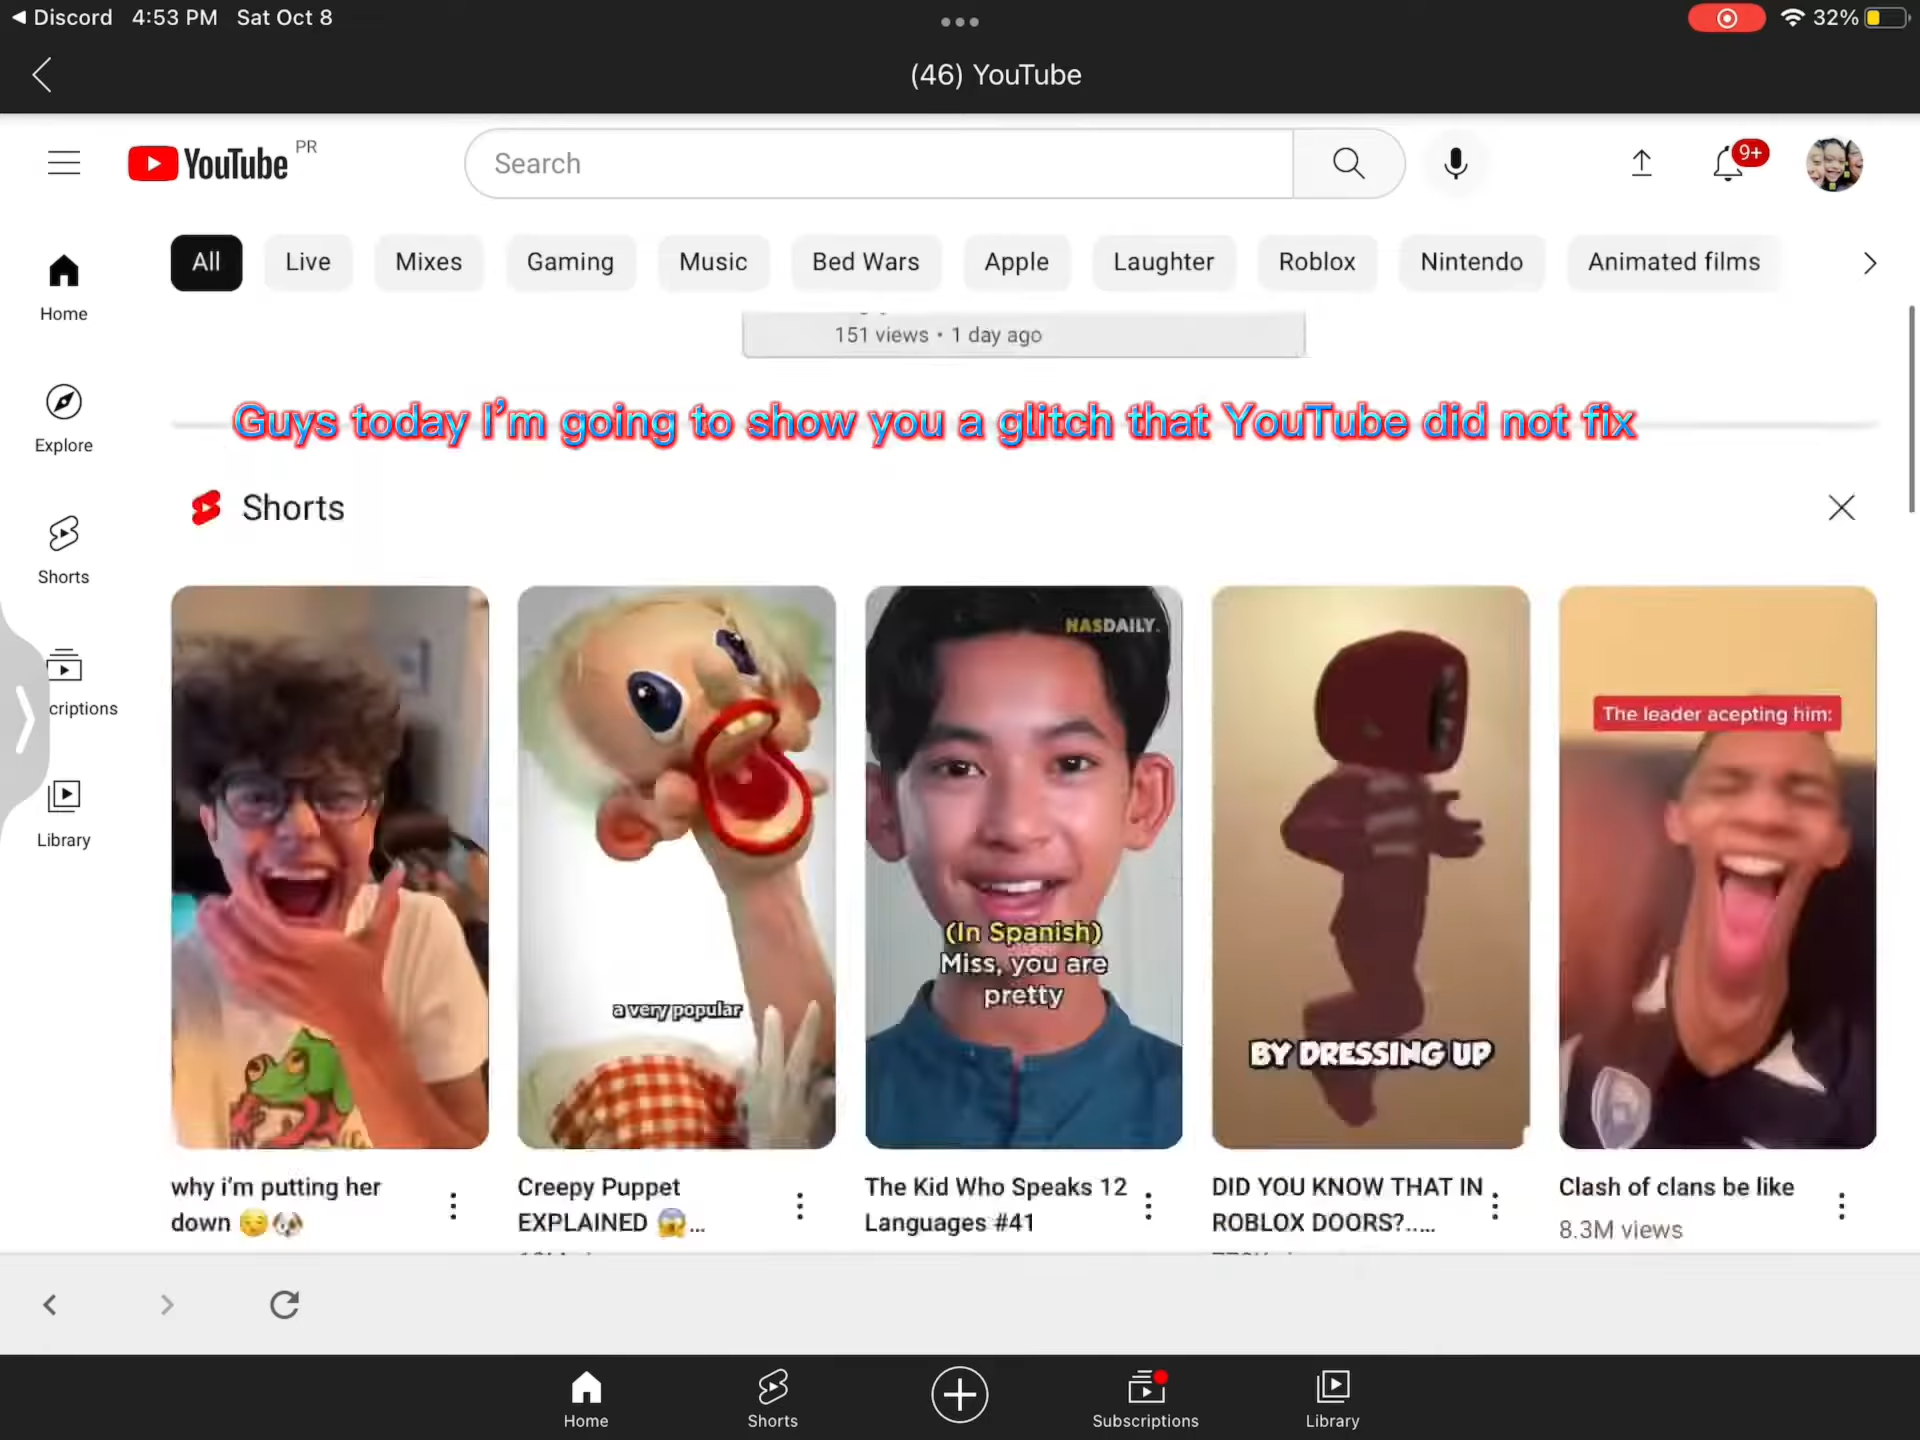 Discord 4:53 PM Sat Oct 8
32%
(46) YouTube
YouTube PR
Search
9+
All Live Mixes Gaming Music Bed Wars Apple Laughter Roblox Nintendo Animated films
Home
151 views • 1 day ago
Guys today I'm going to show you a glitch that YouTube did not fix
Explore
Shorts
Shorts
criptions
Library
NASDAILY.
The leader acepting him:
(In Spanish)
Miss, you are
pretty
a very popular
BY DRESSING UP
why i'm putting her
down 😏🐶
Creepy Puppet
EXPLAINED 😱...
The Kid Who Speaks 12
Languages #41
DID YOU KNOW THAT IN
ROBLOX DOORS?.....
Clash of clans be like
8.3M views
Home Shorts Subscriptions Library